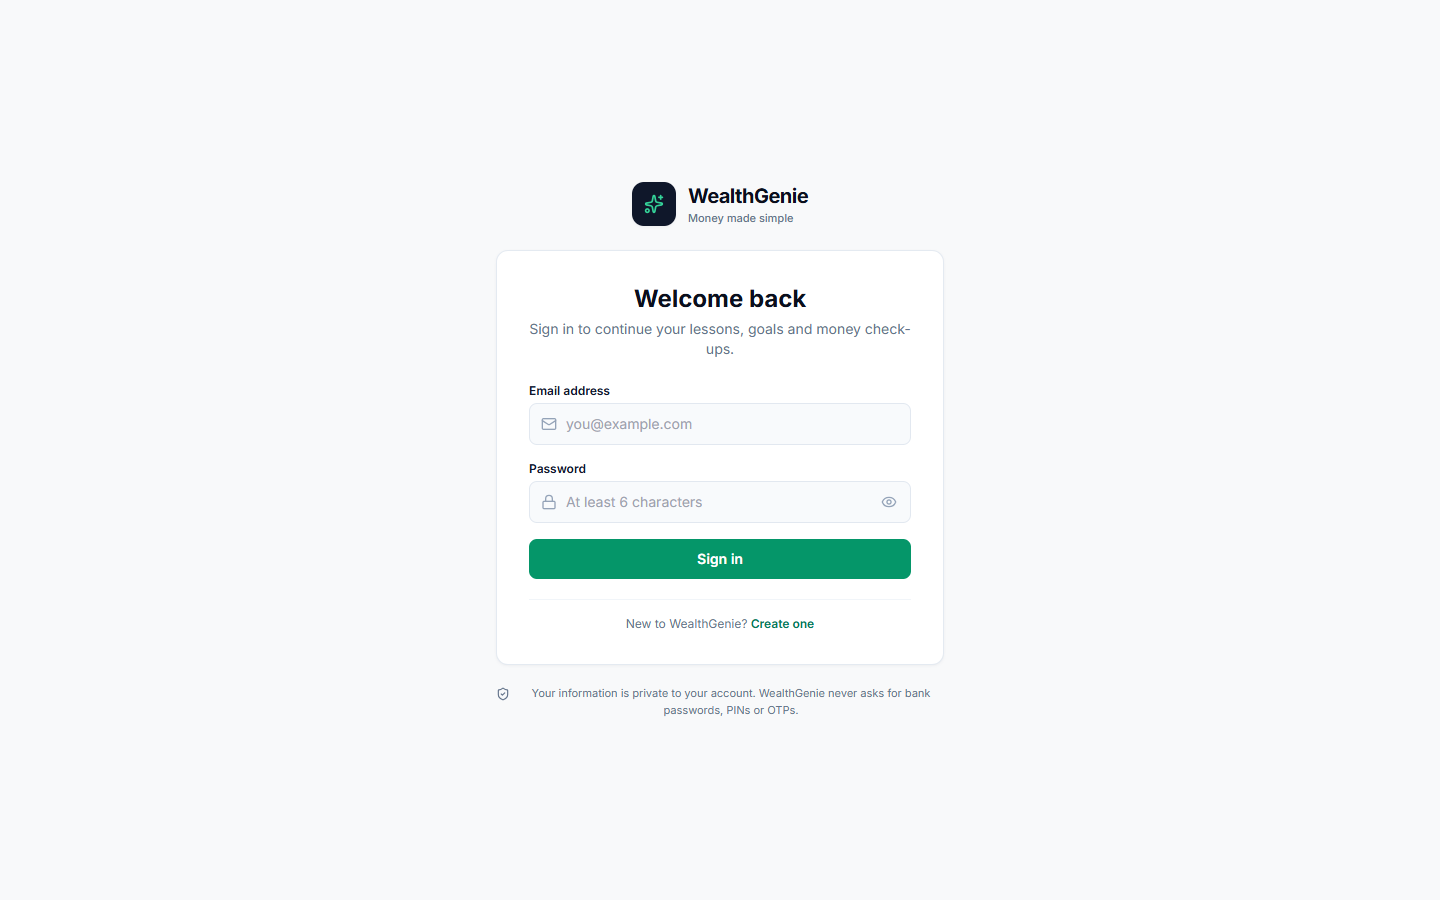 WealthGenie
Money made simple
Welcome back
Sign in to continue your lessons, goals and money check-
ups.
Email address
you@example.com
Password
At least 6 characters
Sign in
New to WealthGenie? Create one
Your information is private to your account. WealthGenie never asks for bank
passwords, PINs or OTPs.